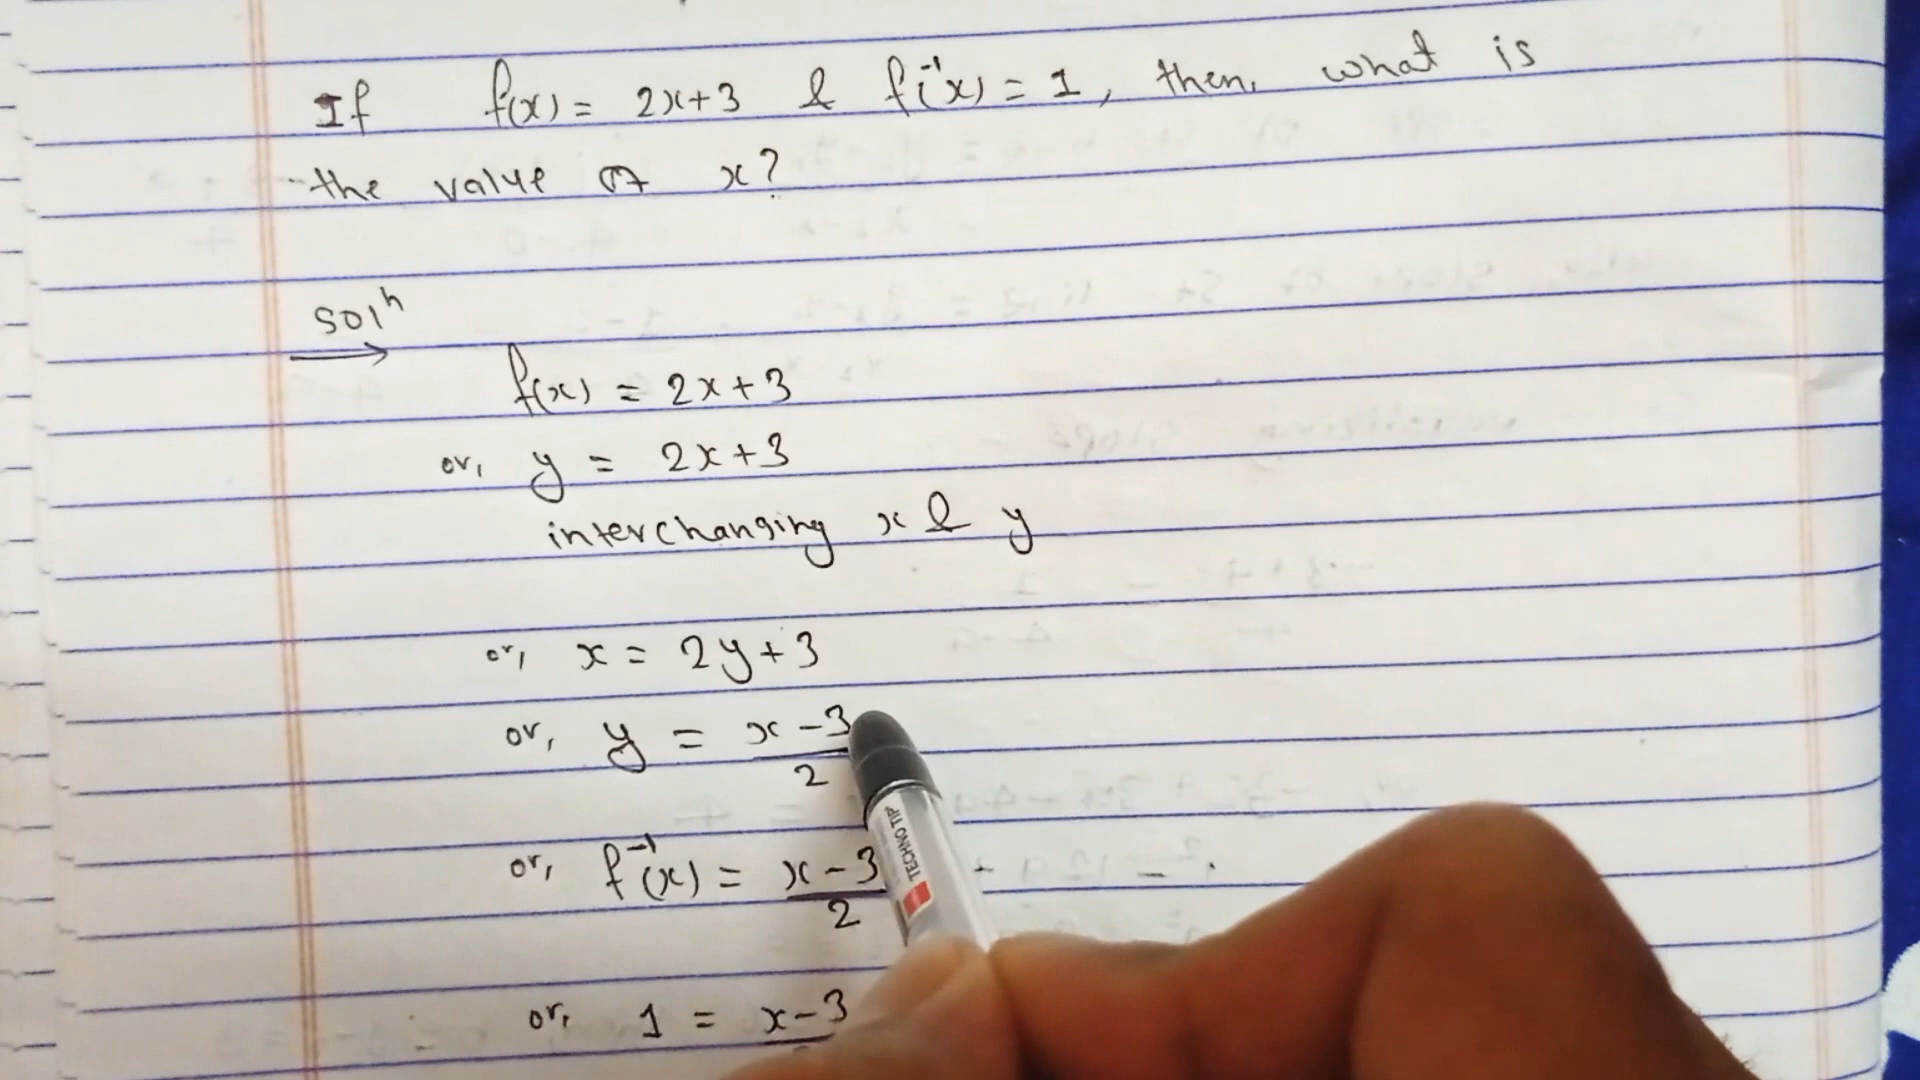 If f(x) = 2x+3 & f⁻¹(x) = 1, then, what is
the value of x?
solⁿ
f(x) = 2x+3
or, y = 2x+3
interchanging x & y
or, x = 2y+3
or, y = x-3/2
or, f⁻¹(x) = x-3/2
or, 1 = x-3
TECHNO TIP